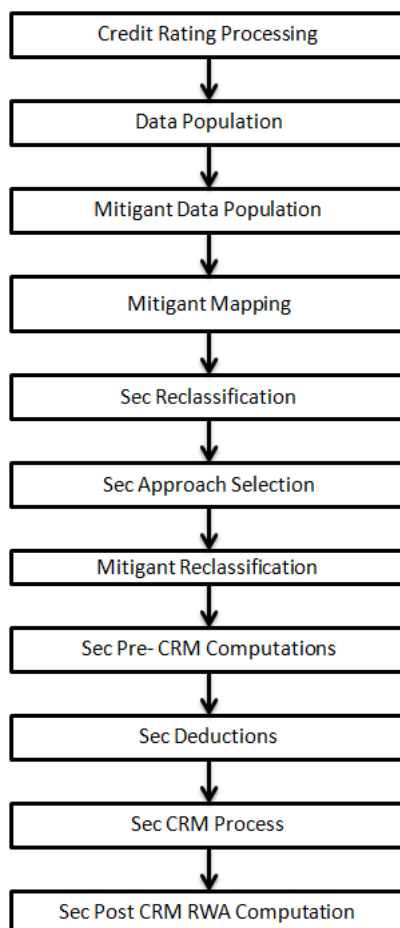 Credit Rating Processing
Data Population
Mitigant Data Population
Mitigant Mapping
Sec Reclassification
Sec Approach Selection
Mitigant Reclassification
Sec Pre- CRM Computations
Sec Deductions
Sec CRM Process
Sec Post CRM RWA Computation